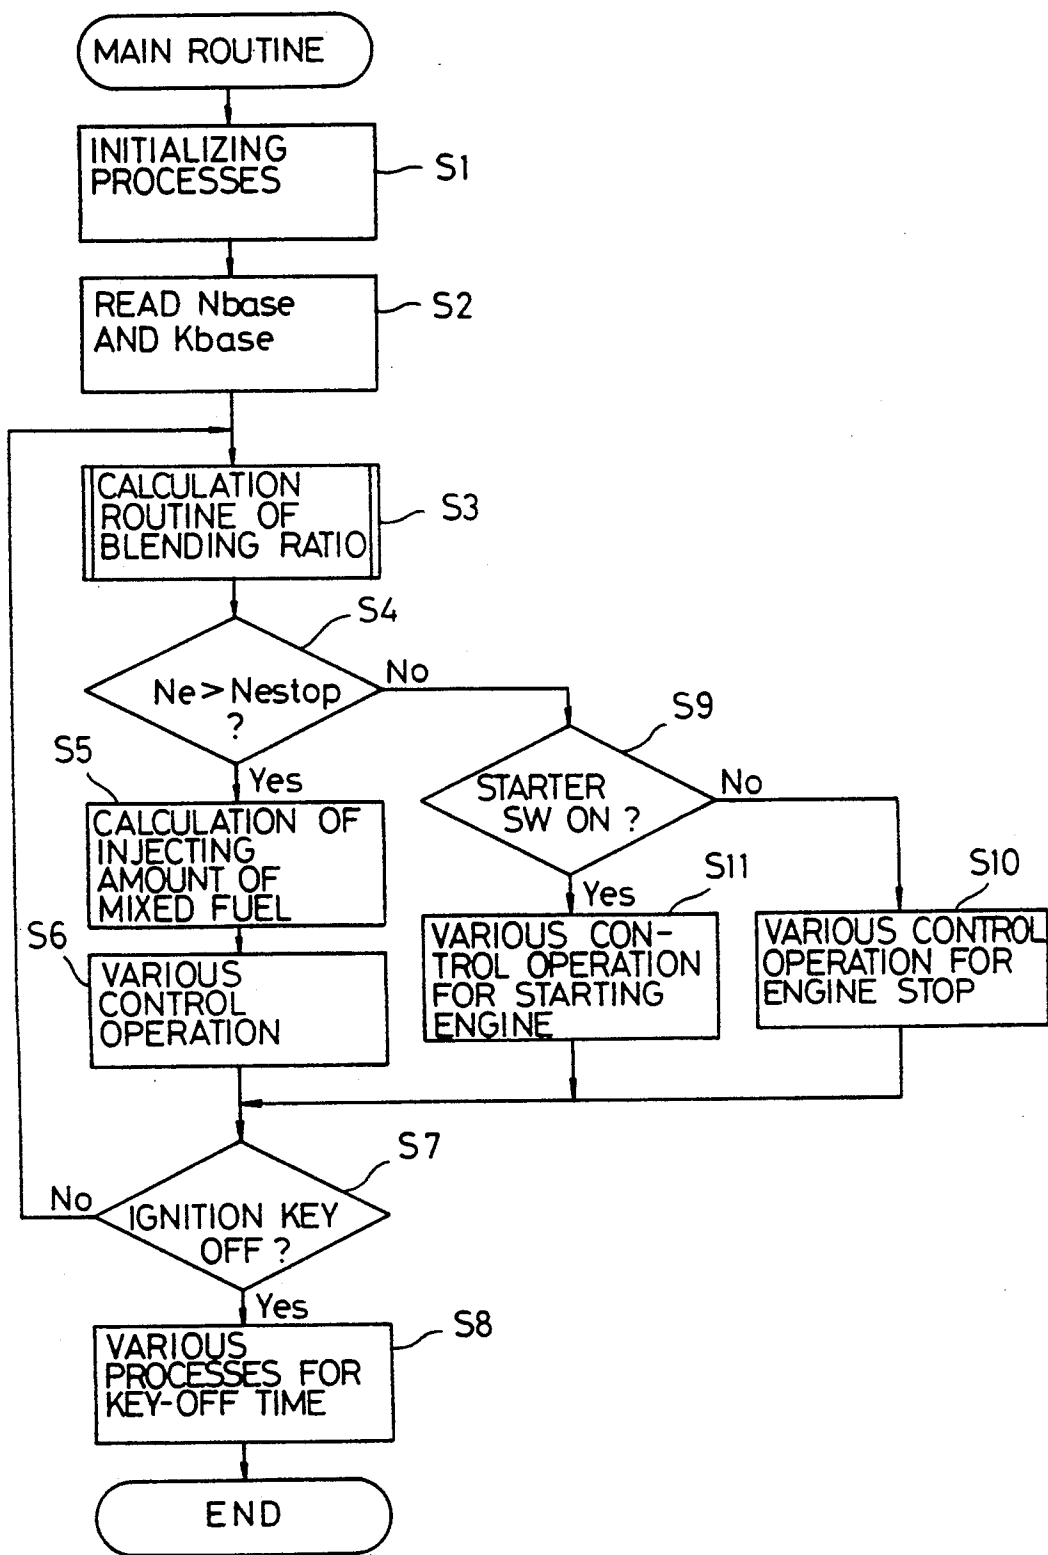 MAIN ROUTINE
INITIALIZING
PROCESSES
S1
READ Nbase
AND Kbase
S2
CALCULATION
ROUTINE OF
BLENDING RATIO
S3
S4
Ne>Nestop
?
No
Yes
S9
STARTER
SW ON ?
No
Yes
S5
CALCULATION OF
INJECTING
AMOUNT OF
MIXED FUEL
S11
VARIOUS CON-
TROL OPERATION
FOR STARTING
ENGINE
S10
VARIOUS CONTROL
OPERATION FOR
ENGINE STOP
S6
VARIOUS
CONTROL
OPERATION
S7
No
IGNITION KEY
OFF ?
Yes
S8
VARIOUS
PROCESSES FOR
KEY-OFF TIME
END